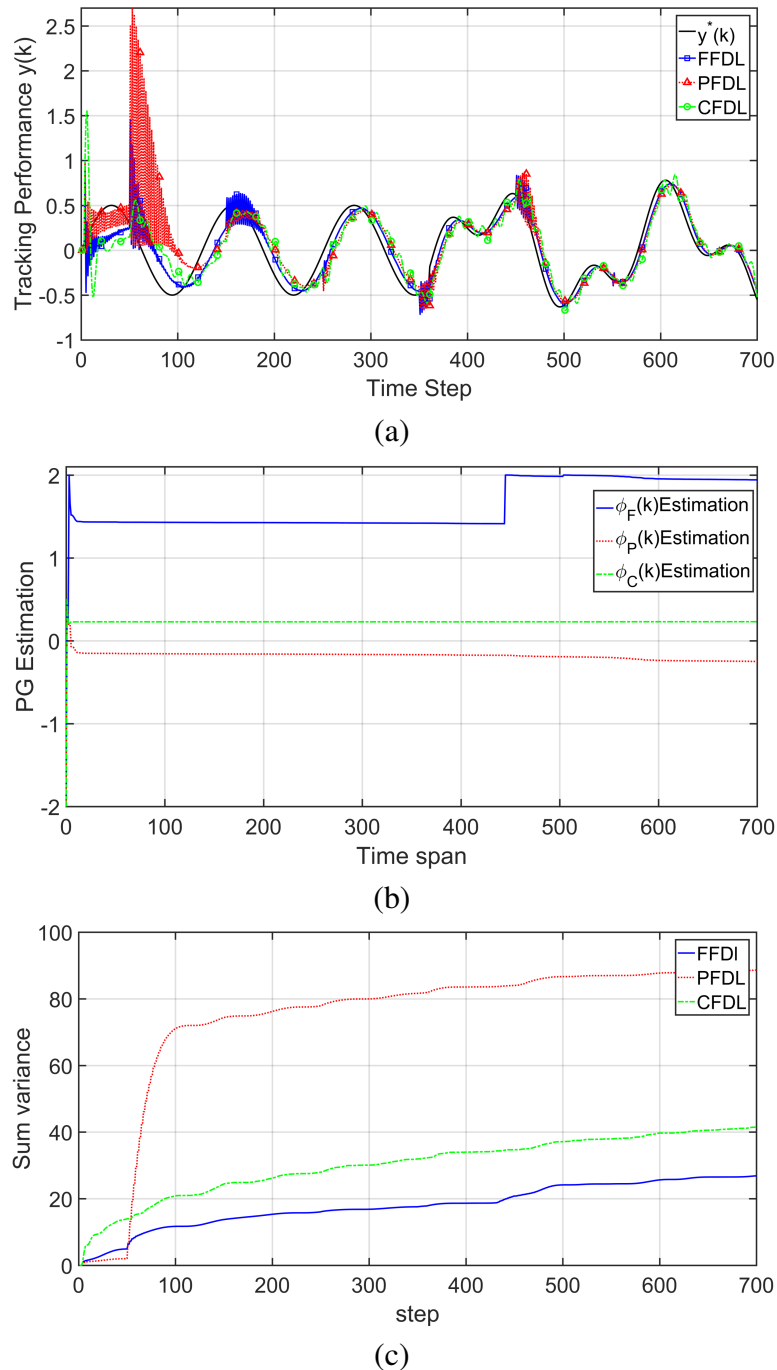 2.5
2
1.5
1
0.5
0
-0.5
-1
Tracking Performance y(k)
y*(k)
FFDL
PFDL
CFDL
0 100 200 300 400 500 600 700
Time Step
(a)
2
1
0
-1
-2
PG Estimation
ϕF(k)Estimation
ϕP(k)Estimation
ϕC(k)Estimation
0 100 200 300 400 500 600 700
Time span
(b)
100
80
60
40
20
0
Sum variance
FFDl
PFDL
CFDL
0 100 200 300 400 500 600 700
step
(c)